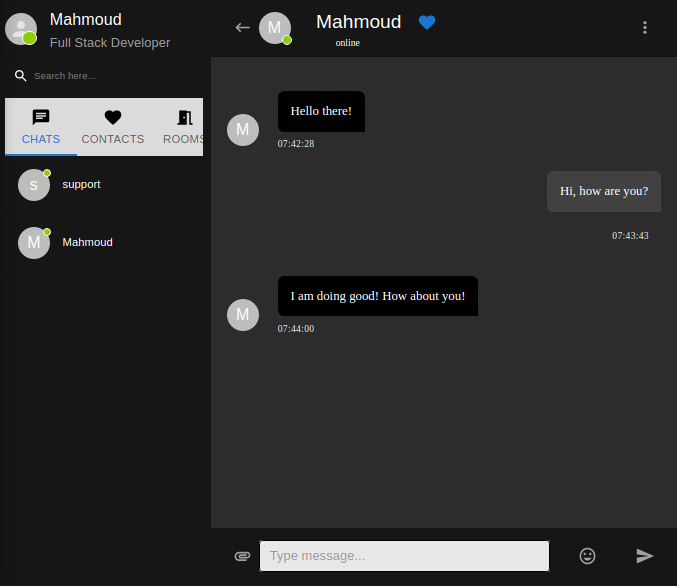 Mahmoud
Full Stack Developer
Search here...
CHATS CONTACTS ROOMS
S support
M Mahmoud
M Mahmoud
online
Hello there!
M
07:42:28
Hi, how are you?
07:43:43
I am doing good! How about you!
M
07:44:00
Type message...